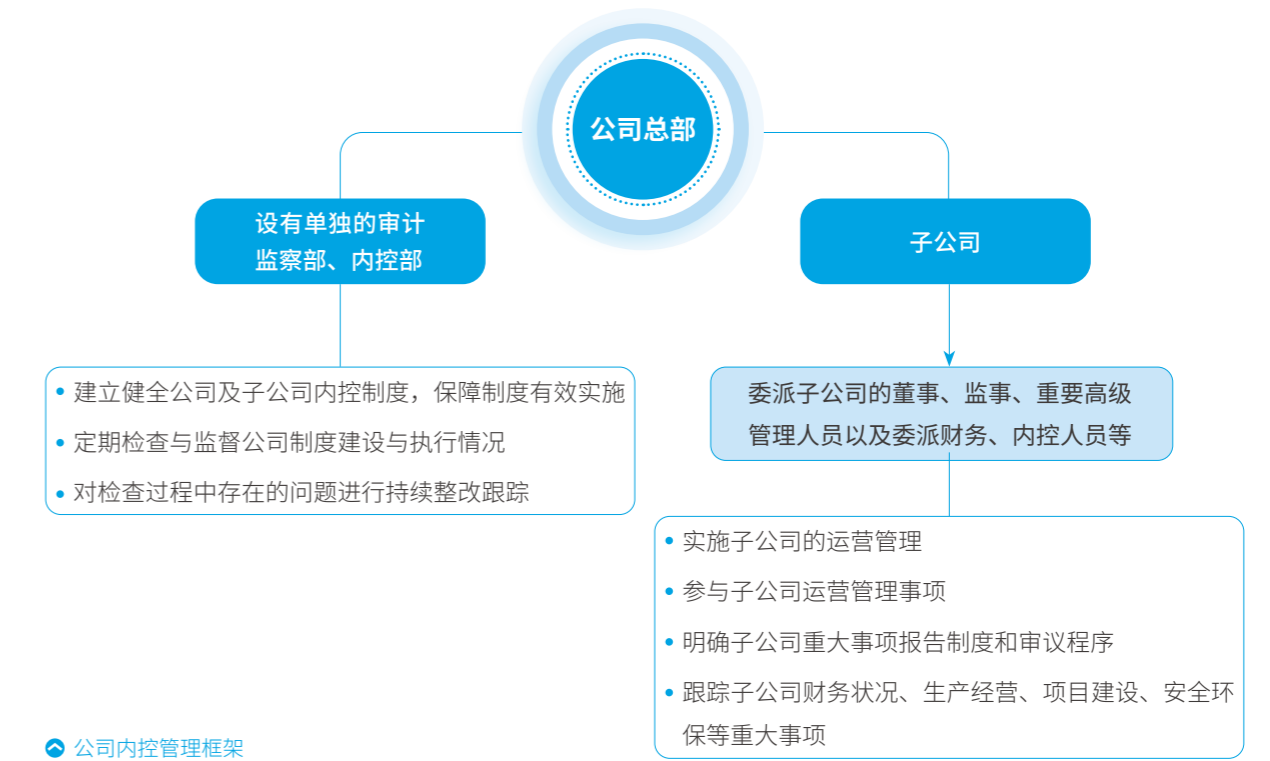 公司总部
设有单独的审计
监察部、内控部
子公司
• 建立健全公司及子公司内控制度，保障制度有效实施
• 定期检查与监督公司制度建设与执行情况
• 对检查过程中存在的问题进行持续整改跟踪
委派子公司的董事、监事、重要高级
管理人员以及委派财务、内控人员等
• 实施子公司的运营管理
• 参与子公司运营管理事项
• 明确子公司重大事项报告制度和审议程序
• 跟踪子公司财务状况、生产经营、项目建设、安全环
保等重大事项
公司内控管理框架